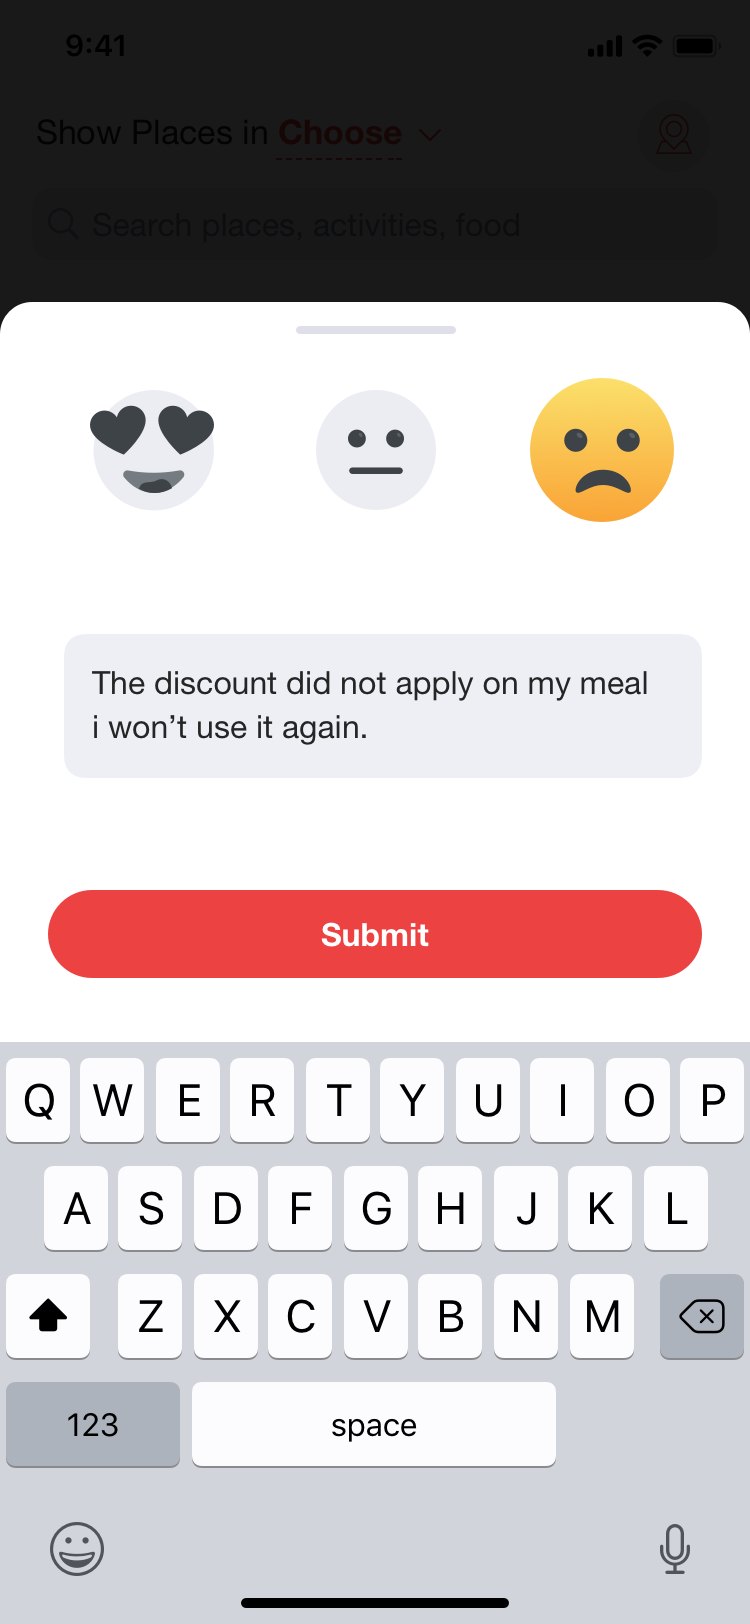 9:41
Show Places in Choose
Search places, activities, food
The discount did not apply on my meal
i won’t use it again.
Submit
Q W E R T Y U I O P
A S D F G H J K L
Z X C V B N M
123 space